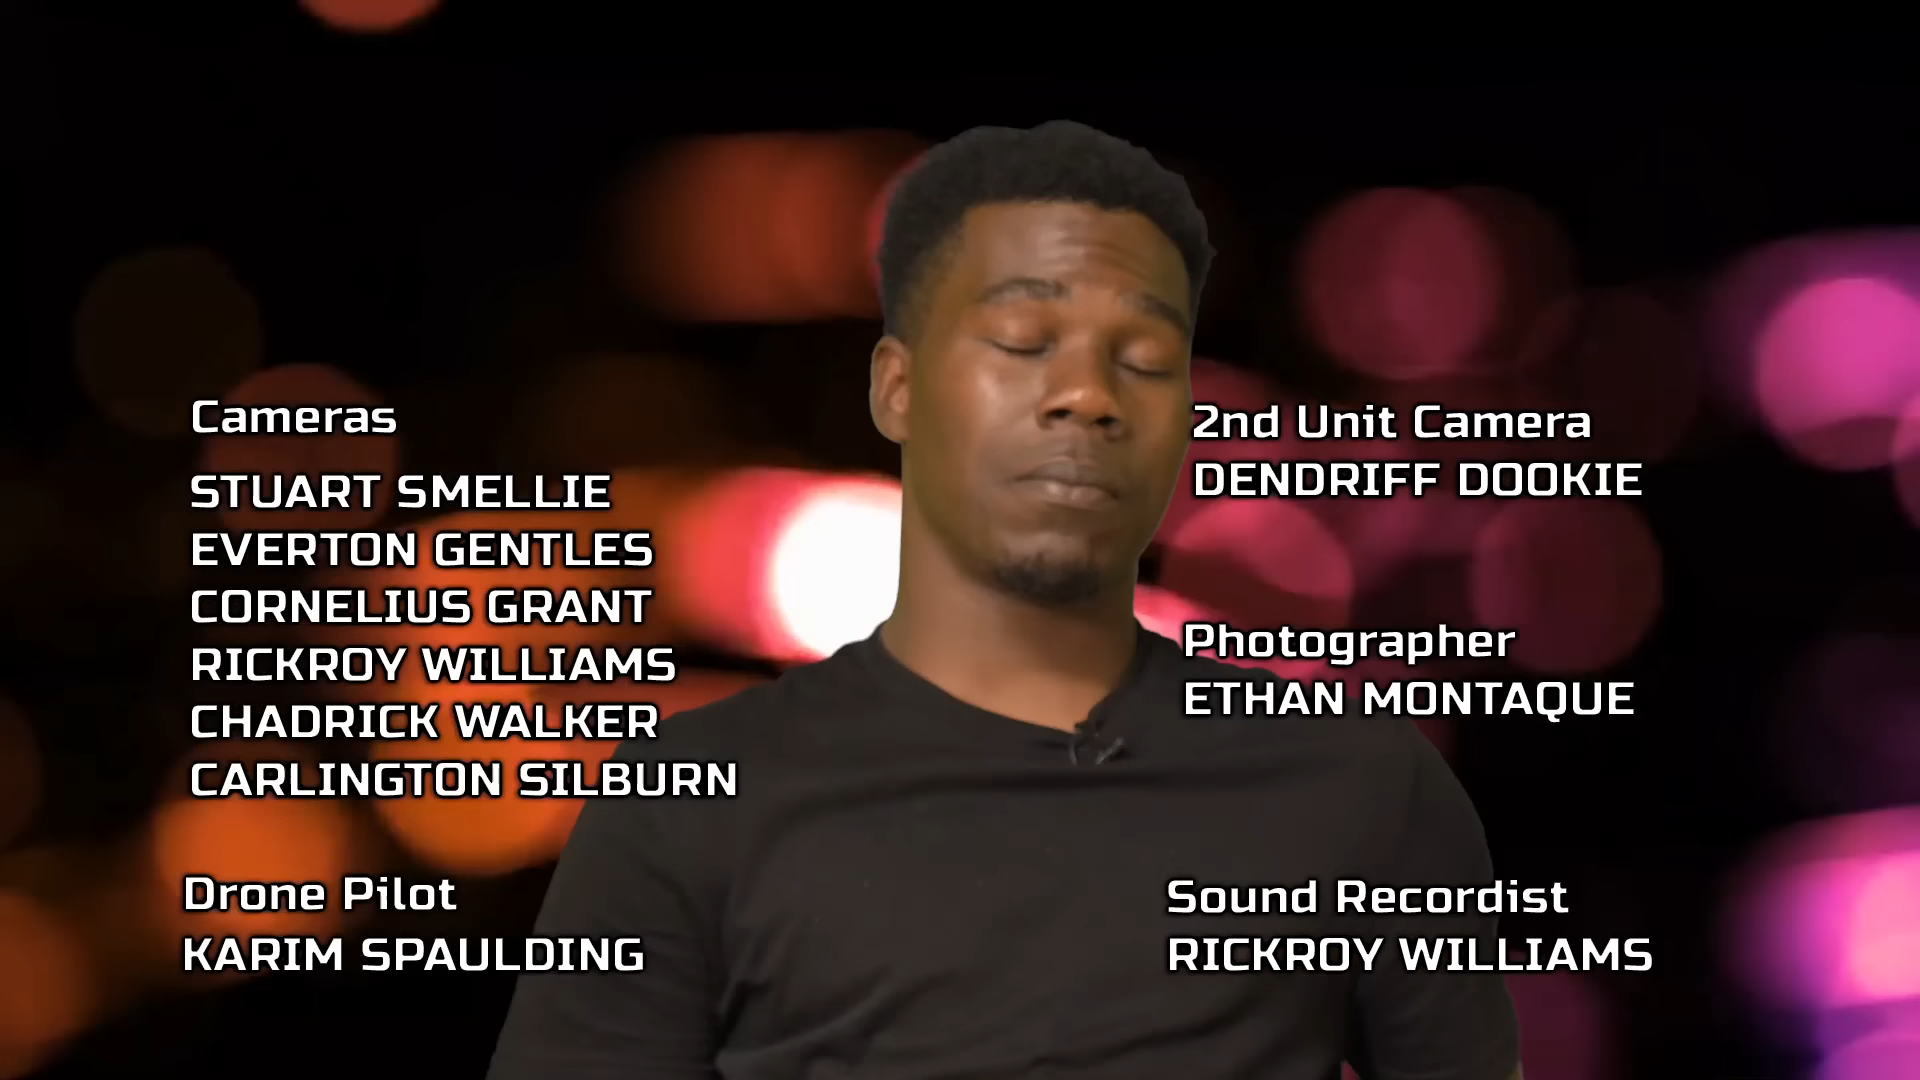 Cameras
STUART SMELLIE
EVERTON GENTLES
CORNELIUS GRANT
RICKROY WILLIAMS
CHADRICK WALKER
CARLINGTON SILBURN
Drone Pilot
KARIM SPAULDING
2nd Unit Camera
DENDRIFF DOOKIE
Photographer
ETHAN MONTAQUE
Sound Recordist
RICKROY WILLIAMS